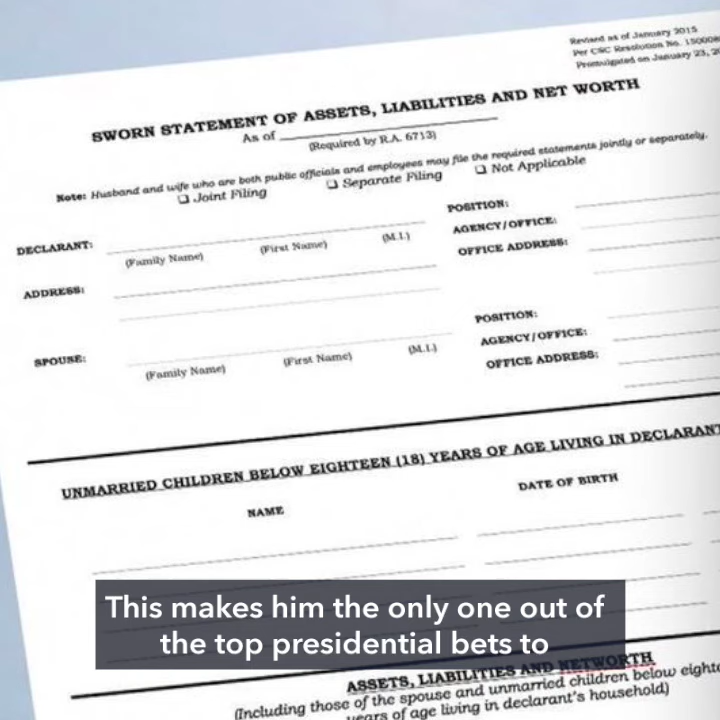 Revised as of January 2015
Per CSC Resolution No.
Promulgated on January 23,
SWORN STATEMENT OF ASSETS, LIABILITIES AND NET WORTH
As of
(Required by R.A. 6713)
Note: Husband and wife who are both public officials and employees may file the required statements jointly or separately.
❑ Joint Filing ❑ Separate Filing ❑ Not Applicable
DECLARANT:
(Family Name) (First Name) (M.I.)
ADDRESS:
POSITION:
AGENCY/OFFICE:
OFFICE ADDRESS:
SPOUSE:
(Family Name) (First Name) (M.I.)
POSITION:
AGENCY/OFFICE:
OFFICE ADDRESS:
UNMARRIED CHILDREN BELOW EIGHTEEN (18) YEARS OF AGE LIVING IN DECLARANT
NAME DATE OF BIRTH
This makes him the only one out of
the top presidential bets to
ASSETS, LIABILITIES AND NETWORTH
(Including those of the spouse and unmarried children below
years of age living in declarant's household)